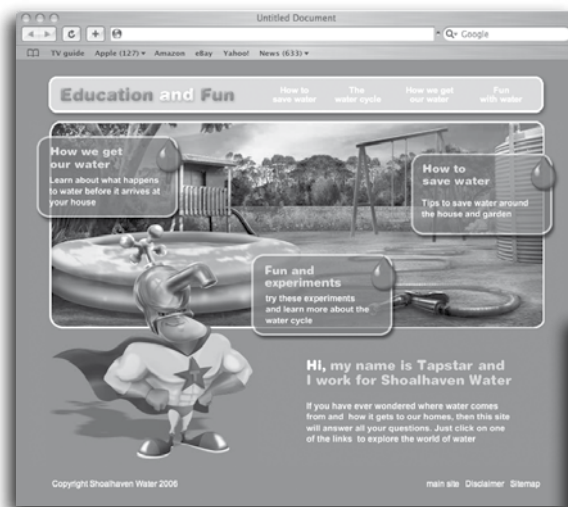 Untitled Document
Google
TV guide Apple (127) Amazon eBay Yahoo! News (633)
Education and Fun
How to
save water
The
water cycle
How we get
our water
Fun
with water
How we get
our water
Learn about what happens
to water before it arrives at
your house
How to
save water
Tips to save water around
the house and garden
Fun and
experiments
try these experiments
and learn more about the
water cycle
Hi, my name is Tapstar and
I work for Shoalhaven Water
If you have ever wondered where water comes
from and how it gets to our homes, then this site
will answer all your questions. Just click on one
of the links to explore the world of water
Copyright Shoalhaven Water 2006
main site Disclaimer Sitemap